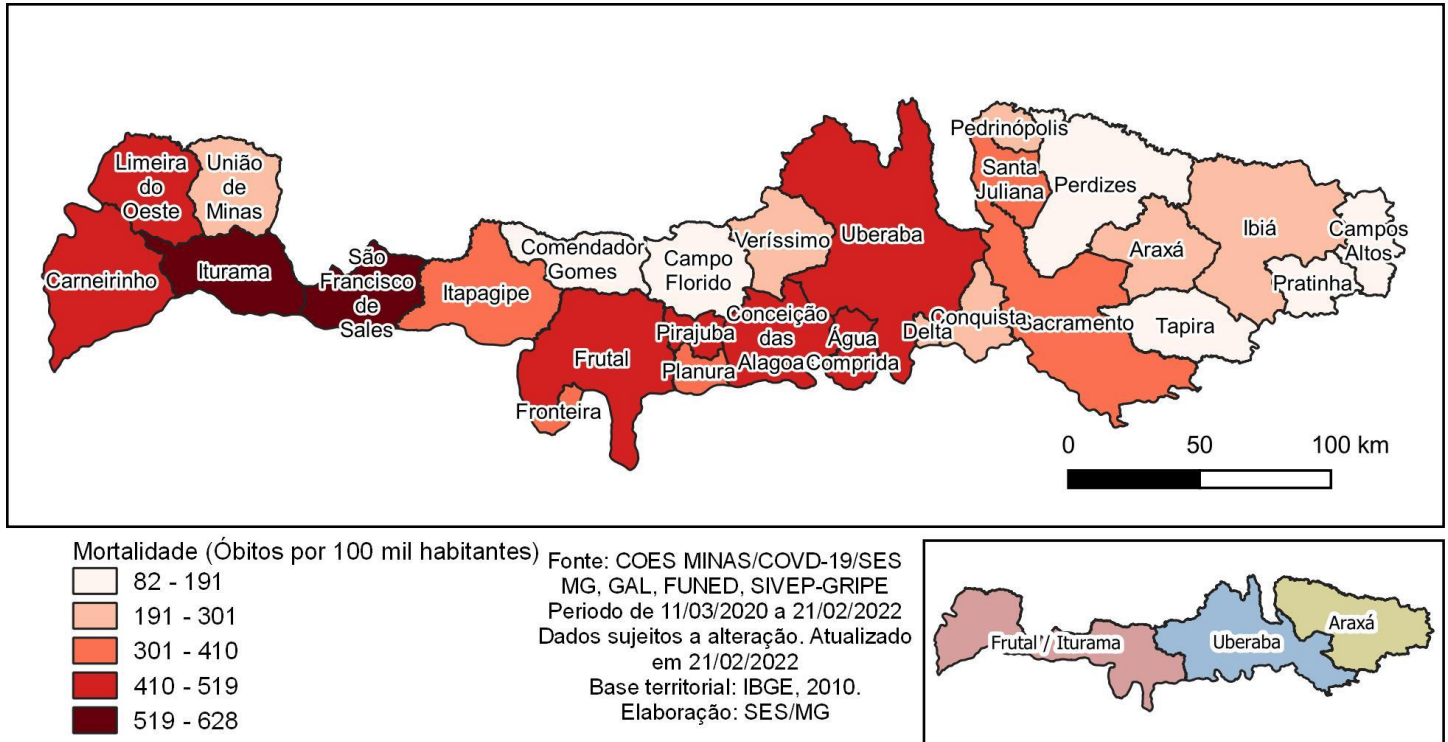 Limeira
do
Oeste
União
de
Minas
Carneirinho
Iturama
São
Francisco
de
Sales
Itapagipe
Comendador
Gomes
Campo
Florido
Veríssimo
Uberaba
Frutal
Fronteira
Pirajuba
Planura
Conceição
das
Alagoa
Água
Comprida
Delta
Conquista
Pedrinópolis
Santa
Juliana
Perdizes
Sacramento
Araxá
Tapira
Ibiá
Pratinha
Campos
Altos
0 50 100 km
Mortalidade (Óbitos por 100 mil habitantes)
82 - 191
191 - 301
301 - 410
410 - 519
519 - 628
Fonte: COES MINAS/COVD-19/SES
MG, GAL, FUNED, SIVEP-GRIPE
Periodo de 11/03/2020 a 21/02/2022
Dados sujeitos a alteração. Atualizado
em 21/02/2022
Base territorial: IBGE, 2010.
Elaboração: SES/MG
Frutal / Iturama
Uberaba
Araxá